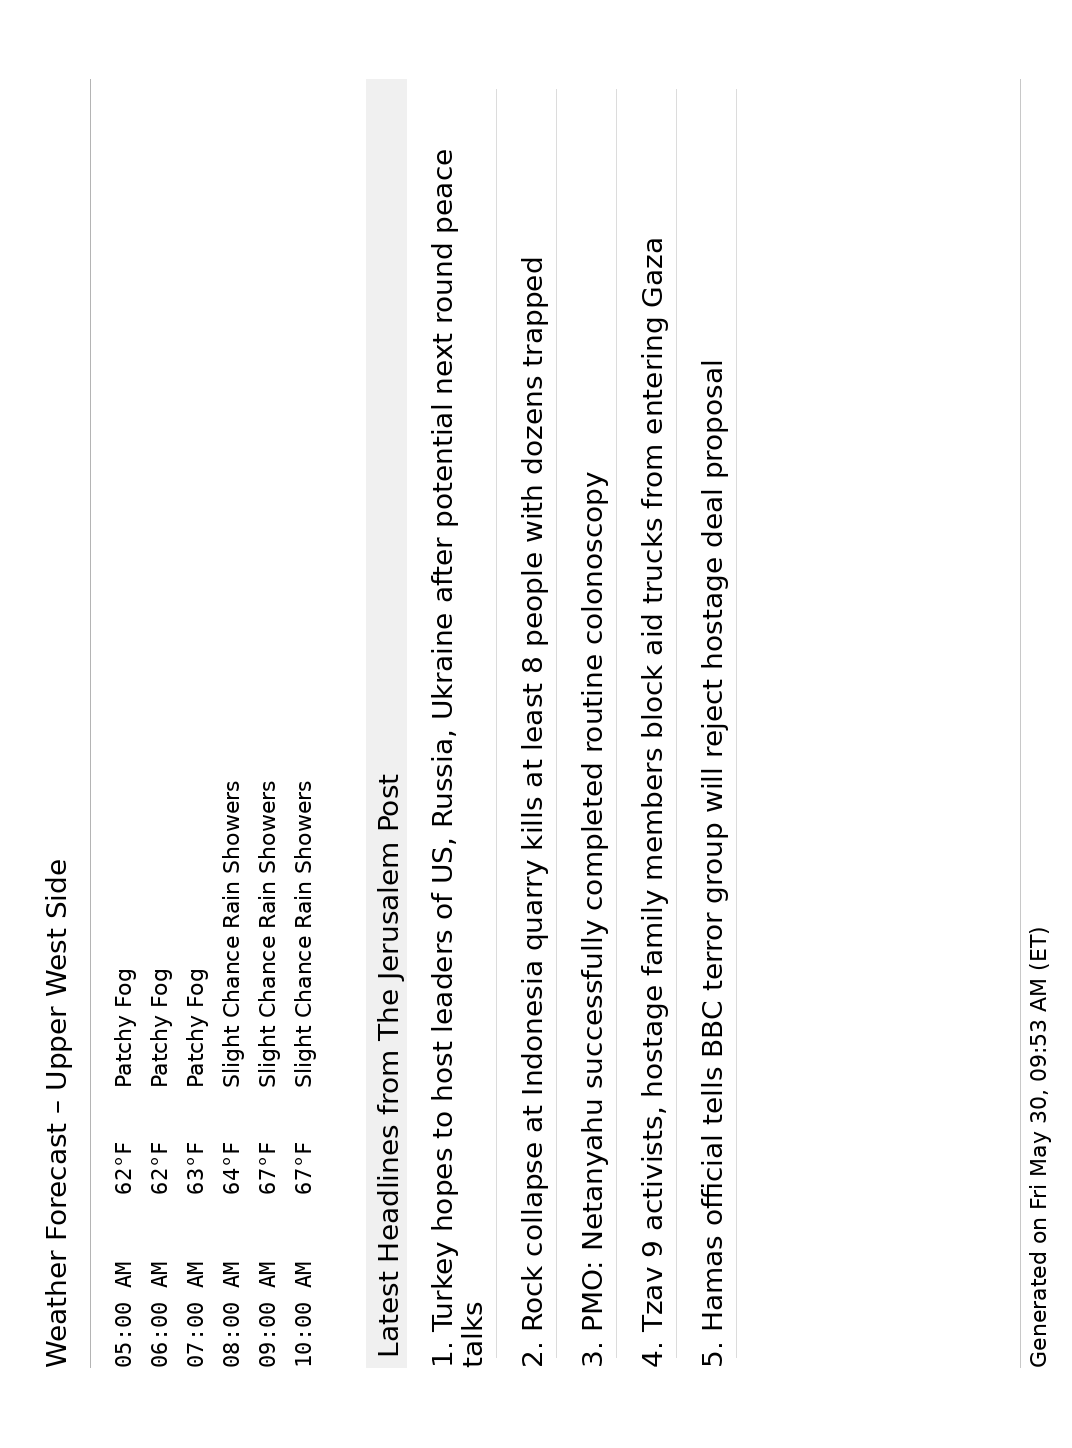 Weather Forecast – Upper West Side
05:00 AM 62°F Patchy Fog
06:00 AM 62°F Patchy Fog
07:00 AM 63°F Patchy Fog
08:00 AM 64°F Slight Chance Rain Showers
09:00 AM 67°F Slight Chance Rain Showers
10:00 AM 67°F Slight Chance Rain Showers
Latest Headlines from The Jerusalem Post
1. Turkey hopes to host leaders of US, Russia, Ukraine after potential next round peace
talks
2. Rock collapse at Indonesia quarry kills at least 8 people with dozens trapped
3. PMO: Netanyahu successfully completed routine colonoscopy
4. Tzav 9 activists, hostage family members block aid trucks from entering Gaza
5. Hamas official tells BBC terror group will reject hostage deal proposal
Generated on Fri May 30, 09:53 AM (ET)